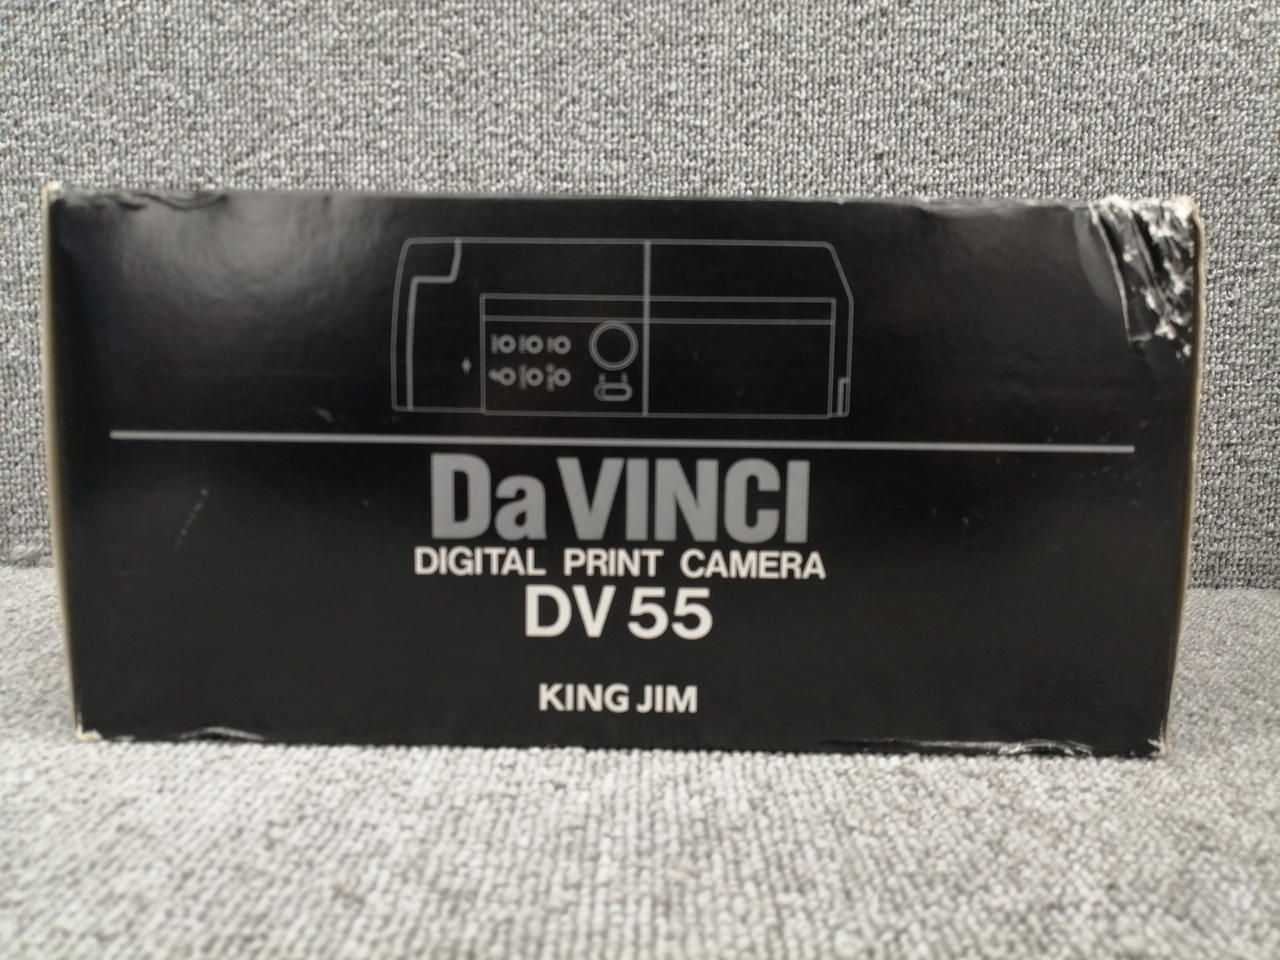 Da VINCI
DIGITAL PRINT CAMERA
DV 55
KING JIM